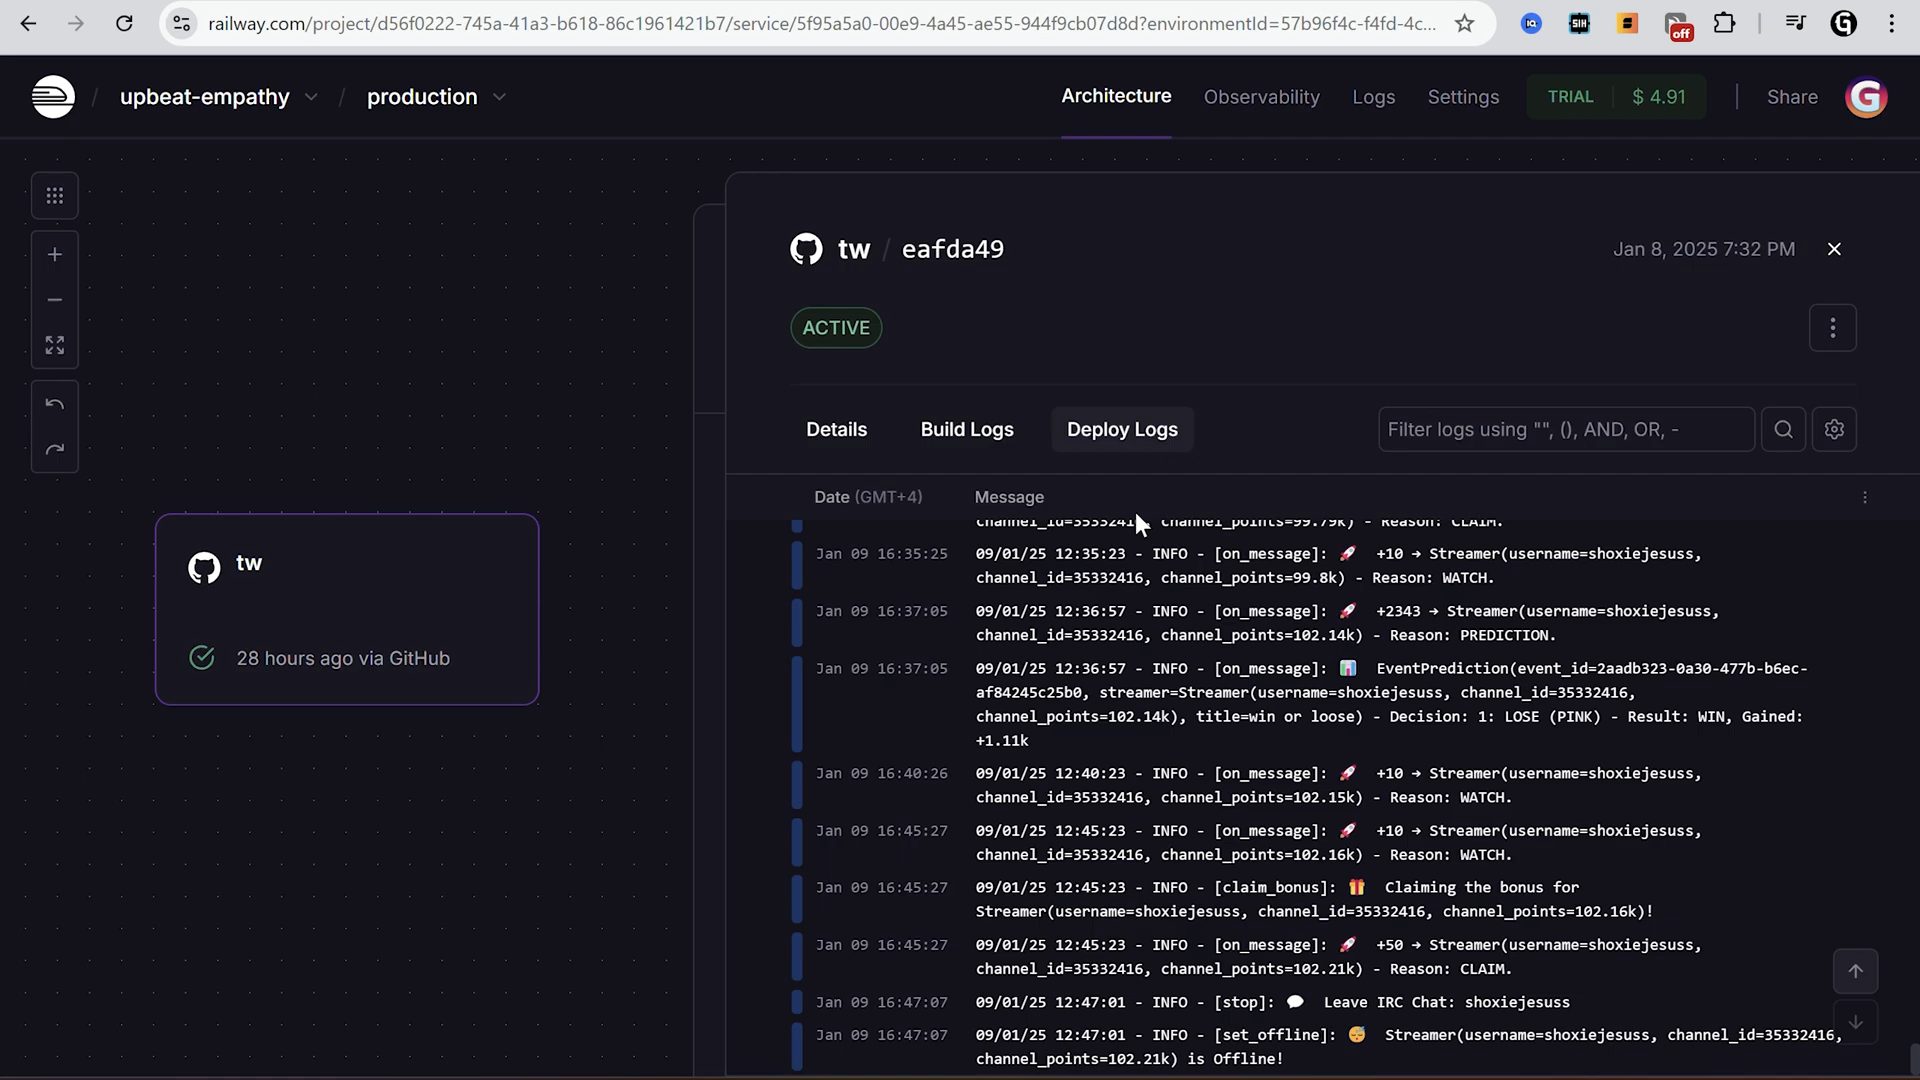 railway.com/project/d56f0222-745a-41a3-b618-86c1961421b7/service/5f95a5a0-00e9-4a45-ae55-944f9cb07d8d?environmentId=57b96f4c-f4fd-4c...
IQ
SIH
off
upbeat-empathy / production
Architecture Observability Logs Settings TRIAL $ 4.91 Share G
tw / eafda49 Jan 8, 2025 7:32 PM
ACTIVE
Details Build Logs Deploy Logs Filter logs using "", (), AND, OR, -
Date (GMT+4) Message
channel_id=35332416, channel_points=99.79k) - Reason: CLAIM.
Jan 09 16:35:25 09/01/25 12:35:23 - INFO - [on_message]: 🚀 +10 → Streamer(username=shoxiejesuss,
channel_id=35332416, channel_points=99.8k) - Reason: WATCH.
Jan 09 16:37:05 09/01/25 12:36:57 - INFO - [on_message]: 🚀 +2343 → Streamer(username=shoxiejesuss,
channel_id=35332416, channel_points=102.14k) - Reason: PREDICTION.
Jan 09 16:37:05 09/01/25 12:36:57 - INFO - [on_message]: 📊 EventPrediction(event_id=2aadb323-0a30-477b-b6ec-
af84245c25b0, streamer=Streamer(username=shoxiejesuss, channel_id=35332416,
channel_points=102.14k), title=win or loose) - Decision: 1: LOSE (PINK) - Result: WIN, Gained:
+1.11k
Jan 09 16:40:26 09/01/25 12:40:23 - INFO - [on_message]: 🚀 +10 → Streamer(username=shoxiejesuss,
channel_id=35332416, channel_points=102.15k) - Reason: WATCH.
Jan 09 16:45:27 09/01/25 12:45:23 - INFO - [on_message]: 🚀 +10 → Streamer(username=shoxiejesuss,
channel_id=35332416, channel_points=102.16k) - Reason: WATCH.
Jan 09 16:45:27 09/01/25 12:45:23 - INFO - [claim_bonus]: 🎁 Claiming the bonus for
Streamer(username=shoxiejesuss, channel_id=35332416, channel_points=102.16k)!
Jan 09 16:45:27 09/01/25 12:45:23 - INFO - [on_message]: 🚀 +50 → Streamer(username=shoxiejesuss,
channel_id=35332416, channel_points=102.21k) - Reason: CLAIM.
Jan 09 16:47:07 09/01/25 12:47:01 - INFO - [stop]: 💬 Leave IRC Chat: shoxiejesuss
Jan 09 16:47:07 09/01/25 12:47:01 - INFO - [set_offline]: 😴 Streamer(username=shoxiejesuss, channel_id=35332416,
channel_points=102.21k) is Offline!
tw
28 hours ago via GitHub